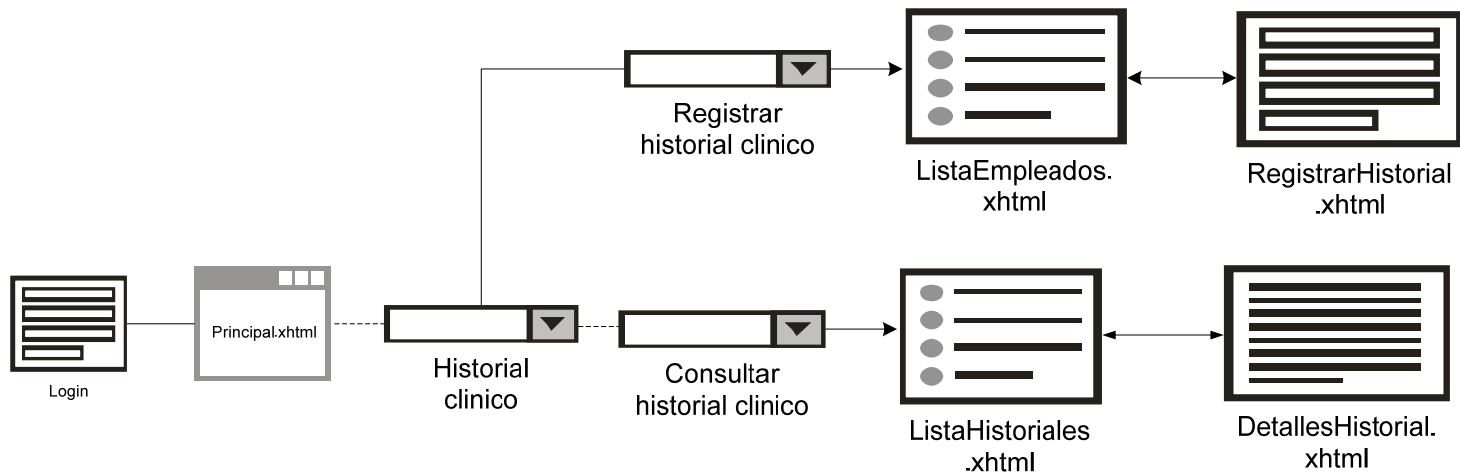 Registrar
historial clinico
ListaEmpleados.
xhtml
RegistrarHistorial
.xhtml
Login
Principal.xhtml
Historial
clinico
Consultar
historial clinico
ListaHistoriales
.xhtml
DetallesHistorial.
xhtml